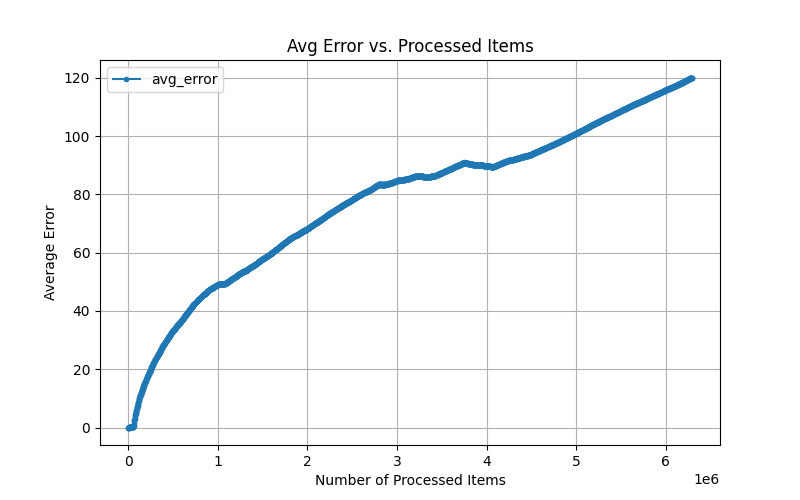 Avg Error vs. Processed Items
avg_error
120
100
80
60
40
20
0
Average Error
0 1 2 3 4 5 6
1e6
Number of Processed Items